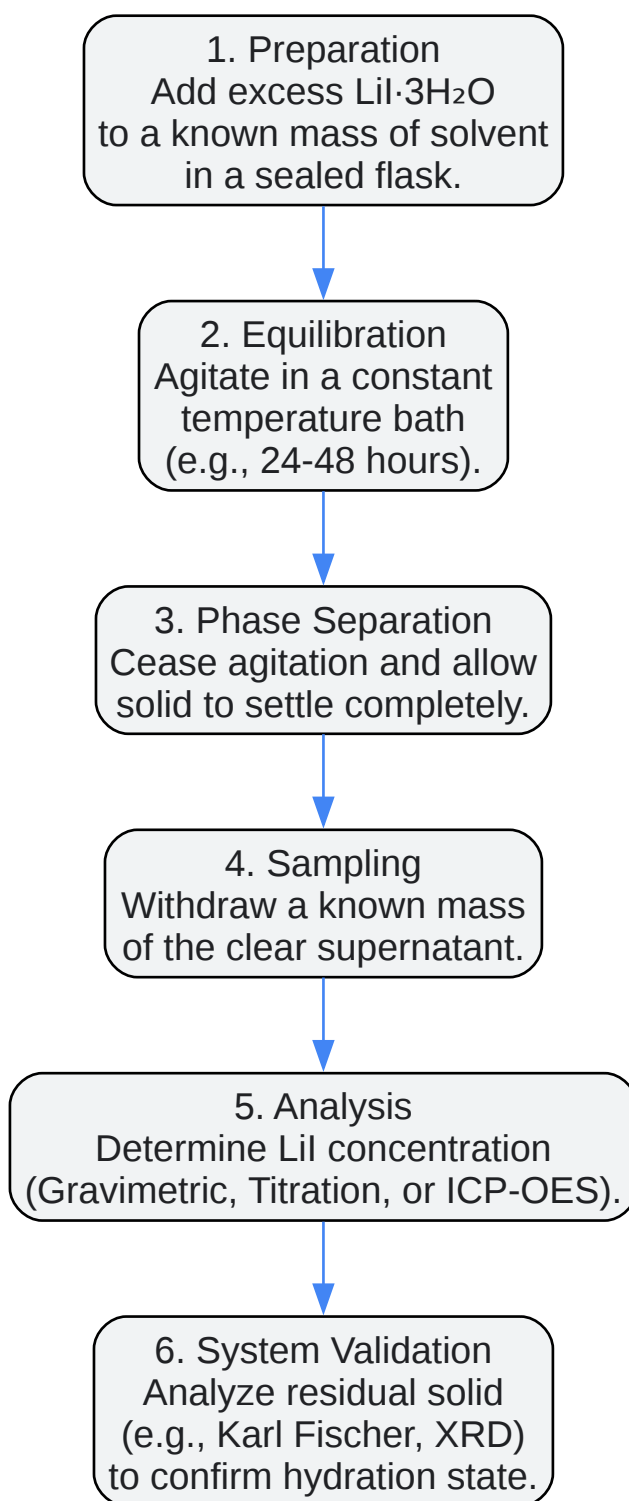 1. Preparation
Add excess LiI·3H₂O
to a known mass of solvent
in a sealed flask.
2. Equilibration
Agitate in a constant
temperature bath
(e.g., 24-48 hours).
3. Phase Separation
Cease agitation and allow
solid to settle completely.
4. Sampling
Withdraw a known mass
of the clear supernatant.
5. Analysis
Determine LiI concentration
(Gravimetric, Titration, or ICP-OES).
6. System Validation
Analyze residual solid
(e.g., Karl Fischer, XRD)
to confirm hydration state.